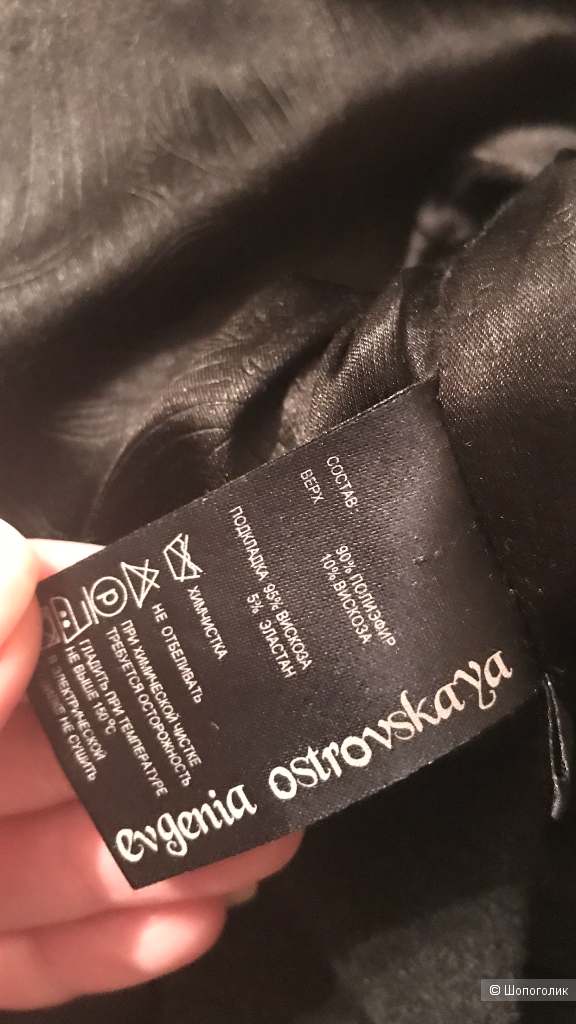 СОСТАВ:
ВЕРХ
90% ПОЛИЭФИР
10% ВИСКОЗА
ПОДКЛАДКА 95% ВИСКОЗА
5% ЭЛАСТАН
ХИМЧИСТКА
НЕ ОТБЕЛИВАТЬ
P
ПРИ ХИМИЧЕСКОЙ ЧИСТКЕ
ТРЕБУЕТСЯ ОСТОРОЖНОСТЬ
ГЛАДИТЬ ПРИ ТЕМПЕРАТУРЕ
НЕ ВЫШЕ 150°C
В ЭЛЕКТРИЧЕСКОЙ
НЕ СУШИТЬ
evgenia ostrovskaya
© Шопоголик